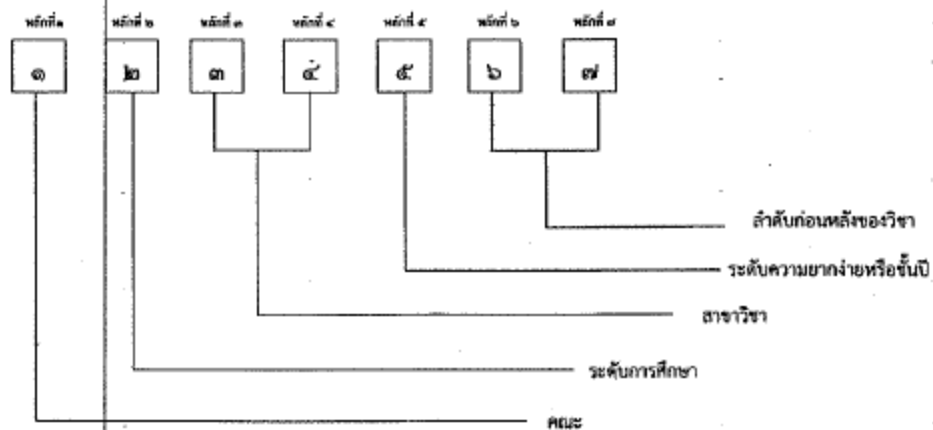 หลักที่๑ หลักที่ ๒ หลักที่ ๓ หลักที่ ๔ หลักที่ ๕ หลักที่ ๖ หลักที่ ๗
๑ ๒ ๓ ๔ ๕ ๖ ๗
ลำดับก่อนหลังของวิชา
ระดับความยากง่ายหรือชั้นปี
สาขาวิชา
ระดับการศึกษา
คณะ